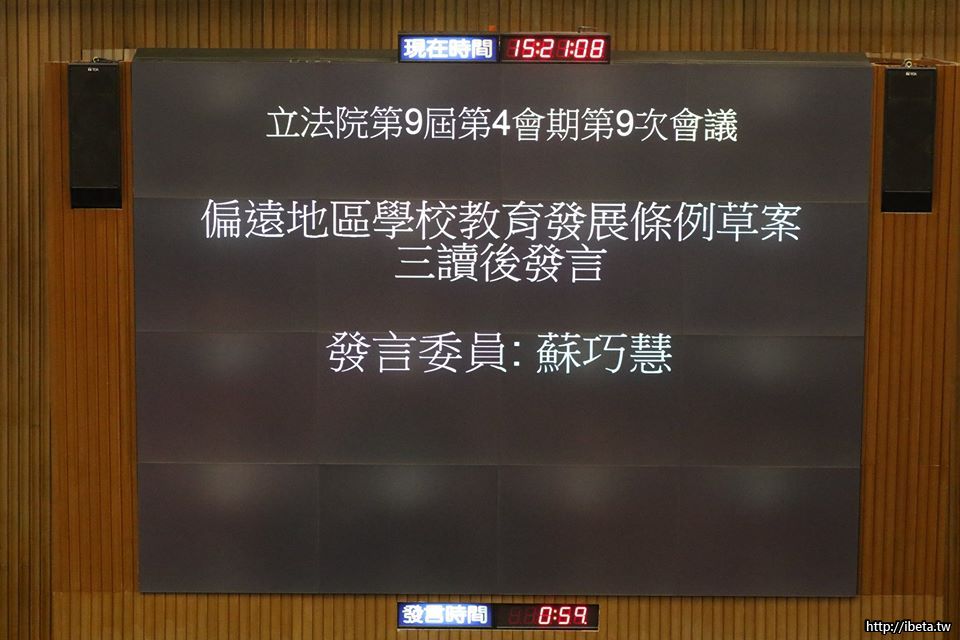 現在時間 15:21:08
立法院第9屆第4會期第9次會議
偏遠地區學校教育發展條例草案
三讀後發言
發言委員: 蘇巧慧
發言時間 0:59
http://ibeta.tw